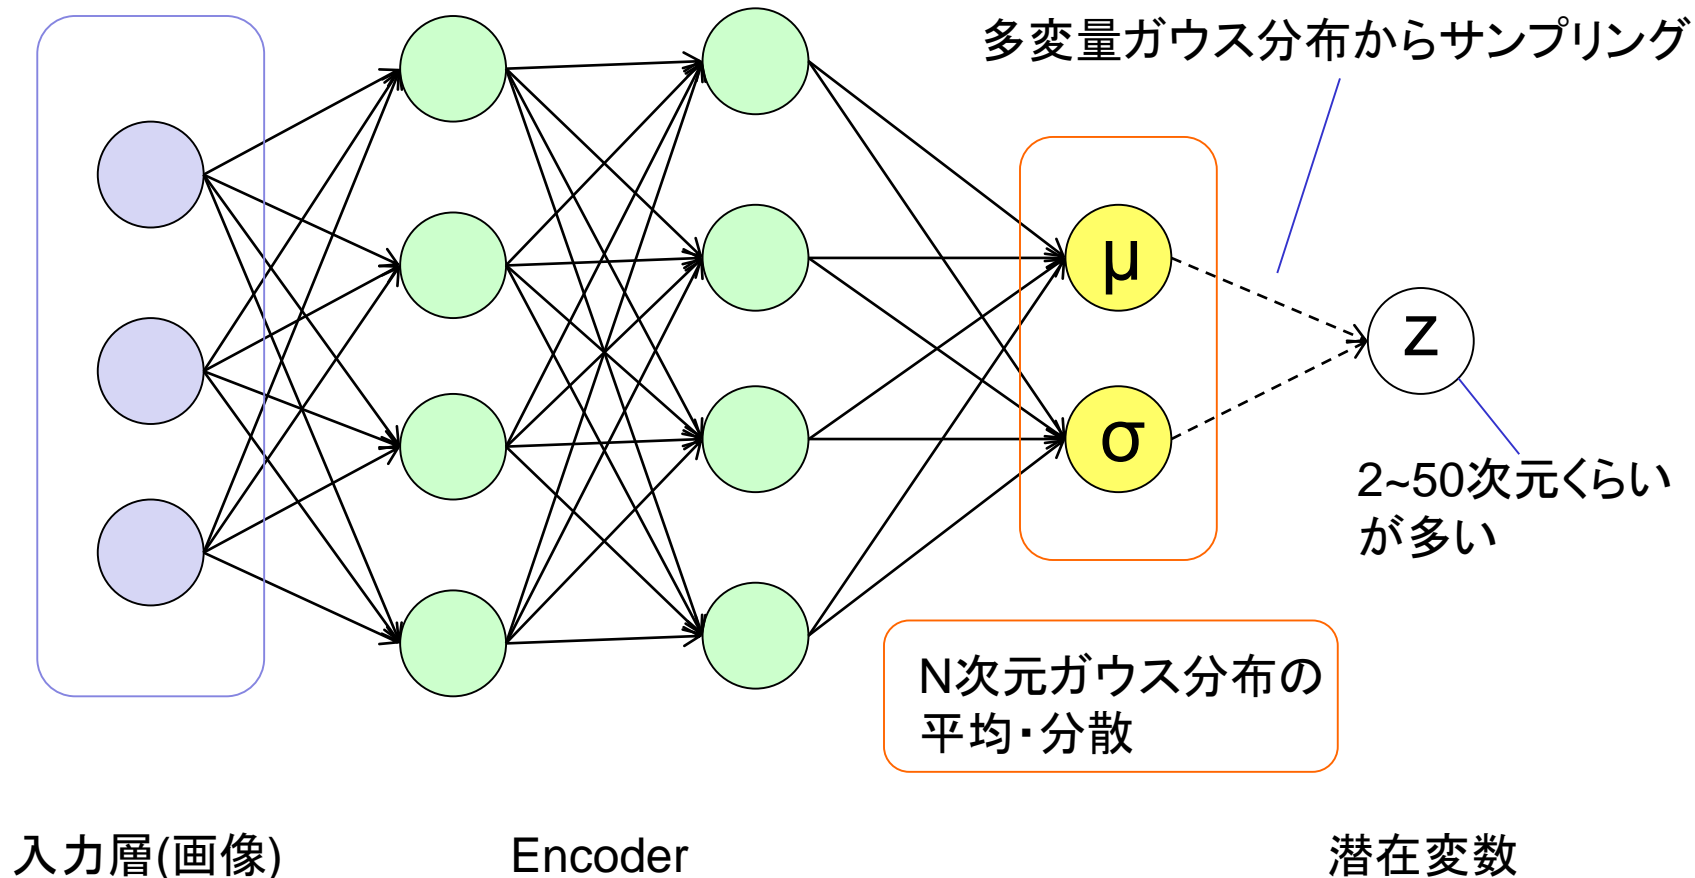 多変量ガウス分布からサンプリング
μ
z
σ
2~50次元くらい
が多い
N次元ガウス分布の
平均・分散
入力層(画像)
Encoder
潜在変数